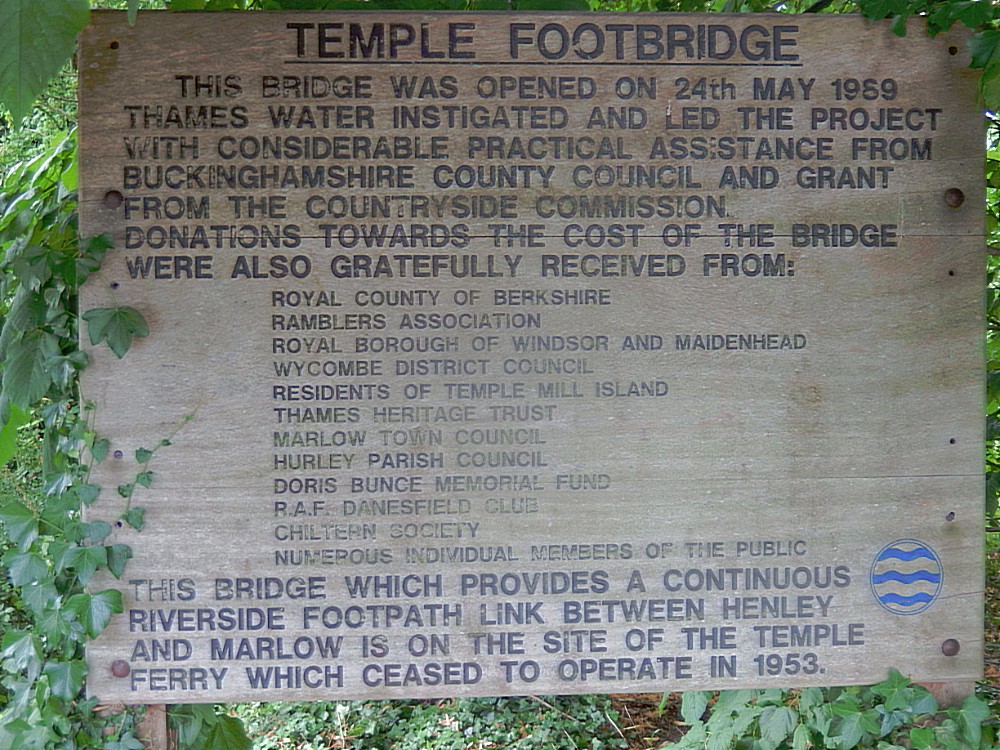 TEMPLE FOOTBRIDGE
THIS BRIDGE WAS OPENED ON 24th MAY 1989
THAMES WATER INSTIGATED AND LED THE PROJECT
WITH CONSIDERABLE PRACTICAL ASSISTANCE FROM
BUCKINGHAMSHIRE COUNTY COUNCIL AND GRANT
FROM THE COUNTRYSIDE COMMISSION.
DONATIONS TOWARDS THE COST OF THE BRIDGE
WERE ALSO GRATEFULLY RECEIVED FROM:
ROYAL COUNTY OF BERKSHIRE
RAMBLERS ASSOCIATION
ROYAL BOROUGH OF WINDSOR AND MAIDENHEAD
WYCOMBE DISTRICT COUNCIL
RESIDENTS OF TEMPLE MILL ISLAND
THAMES HERITAGE TRUST
MARLOW TOWN COUNCIL
HURLEY PARISH COUNCIL
DORIS BUNCE MEMORIAL FUND
R.A.F. DANESFIELD CLUB
CHILTERN SOCIETY
NUMEROUS INDIVIDUAL MEMBERS OF THE PUBLIC
THIS BRIDGE WHICH PROVIDES A CONTINUOUS
RIVERSIDE FOOTPATH LINK BETWEEN HENLEY
AND MARLOW IS ON THE SITE OF THE TEMPLE
FERRY WHICH CEASED TO OPERATE IN 1953.